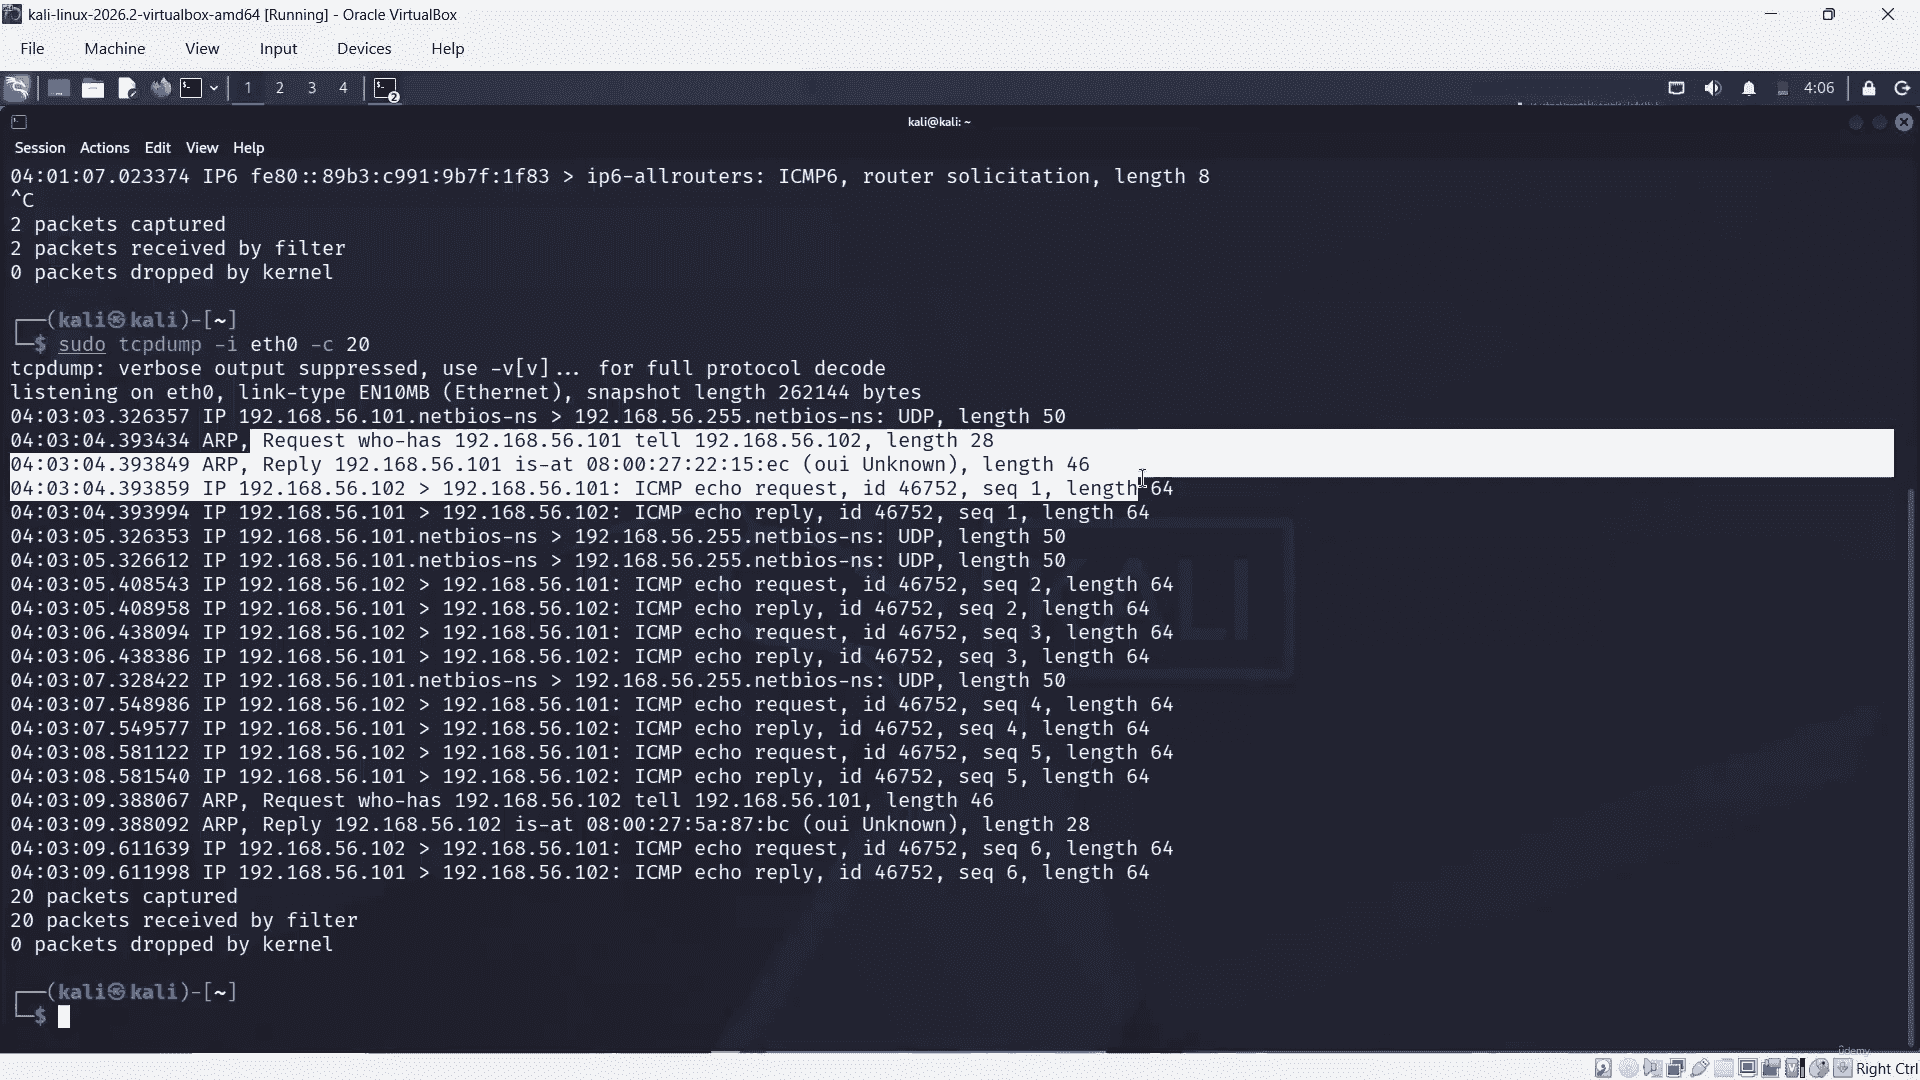 kali-linux-2026.2-virtualbox-amd64 [Running] - Oracle VirtualBox
File Machine View Input Devices Help
1 2 3 4 2 4:06
kali@kali: ~
Session Actions Edit View Help
04:01:07.023374 IP6 fe80::89b3:c991:9b7f:1f83 > ip6-allrouters: ICMP6, router solicitation, length 8
^C
2 packets captured
2 packets received by filter
0 packets dropped by kernel
┌──(kali㉿kali)-[~]
└─$ sudo tcpdump -i eth0 -c 20
tcpdump: verbose output suppressed, use -v[v]... for full protocol decode
listening on eth0, link-type EN10MB (Ethernet), snapshot length 262144 bytes
04:03:03.326357 IP 192.168.56.101.netbios-ns > 192.168.56.255.netbios-ns: UDP, length 50
04:03:04.393434 ARP, Request who-has 192.168.56.101 tell 192.168.56.102, length 28
04:03:04.393849 ARP, Reply 192.168.56.101 is-at 08:00:27:22:15:ec (oui Unknown), length 46
04:03:04.393859 IP 192.168.56.102 > 192.168.56.101: ICMP echo request, id 46752, seq 1, length 64
04:03:04.393994 IP 192.168.56.101 > 192.168.56.102: ICMP echo reply, id 46752, seq 1, length 64
04:03:05.326353 IP 192.168.56.101.netbios-ns > 192.168.56.255.netbios-ns: UDP, length 50
04:03:05.326612 IP 192.168.56.101.netbios-ns > 192.168.56.255.netbios-ns: UDP, length 50
04:03:05.408543 IP 192.168.56.102 > 192.168.56.101: ICMP echo request, id 46752, seq 2, length 64
04:03:05.408958 IP 192.168.56.101 > 192.168.56.102: ICMP echo reply, id 46752, seq 2, length 64
04:03:06.438094 IP 192.168.56.102 > 192.168.56.101: ICMP echo request, id 46752, seq 3, length 64
04:03:06.438386 IP 192.168.56.101 > 192.168.56.102: ICMP echo reply, id 46752, seq 3, length 64
04:03:07.328422 IP 192.168.56.101.netbios-ns > 192.168.56.255.netbios-ns: UDP, length 50
04:03:07.548986 IP 192.168.56.102 > 192.168.56.101: ICMP echo request, id 46752, seq 4, length 64
04:03:07.549577 IP 192.168.56.101 > 192.168.56.102: ICMP echo reply, id 46752, seq 4, length 64
04:03:08.581122 IP 192.168.56.102 > 192.168.56.101: ICMP echo request, id 46752, seq 5, length 64
04:03:08.581540 IP 192.168.56.101 > 192.168.56.102: ICMP echo reply, id 46752, seq 5, length 64
04:03:09.388067 ARP, Request who-has 192.168.56.102 tell 192.168.56.101, length 46
04:03:09.388092 ARP, Reply 192.168.56.102 is-at 08:00:27:5a:87:bc (oui Unknown), length 28
04:03:09.611639 IP 192.168.56.102 > 192.168.56.101: ICMP echo request, id 46752, seq 6, length 64
04:03:09.611998 IP 192.168.56.101 > 192.168.56.102: ICMP echo reply, id 46752, seq 6, length 64
20 packets captured
20 packets received by filter
0 packets dropped by kernel
┌──(kali㉿kali)-[~]
└─$
KALI
udemy
Right Ctrl